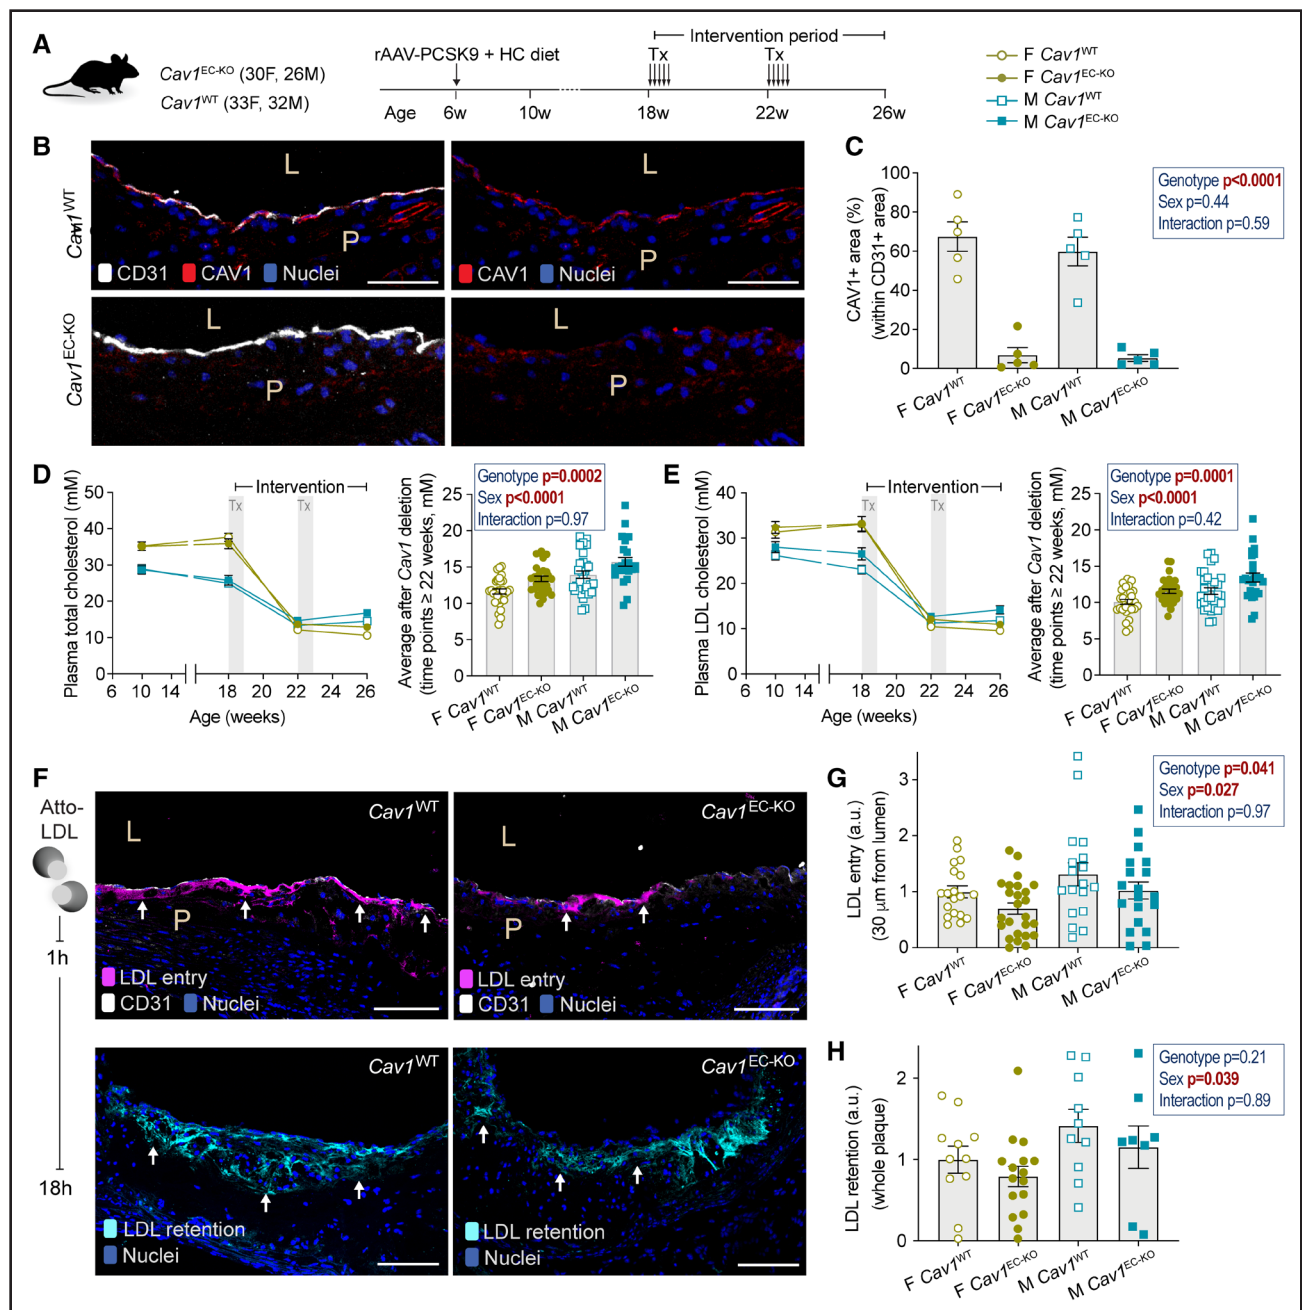 A
Cav1EC-KO (30F, 26M)
Cav1WT (33F, 32M)
rAAV-PCSK9 + HC diet
Intervention period
Tx
Tx
Age
6w
10w
18w
22w
26w
F Cav1WT
F Cav1EC-KO
M Cav1WT
M Cav1EC-KO
B
Cav1WT
L
P
CD31 CAV1 Nuclei
L
P
CAV1 Nuclei
Cav1EC-KO
L
P
L
P
C
CAV1+ area (%)
(within CD31+ area)
100
80
60
40
20
0
Genotype p<0.0001
Sex p=0.44
Interaction p=0.59
F Cav1WT
F Cav1EC-KO
M Cav1WT
M Cav1EC-KO
D
Plasma total cholesterol (mM)
50
40
30
20
10
0
Intervention
Tx
Tx
6 10 14 18 20 22 24 26
Age (weeks)
Average after Cav1 deletion
(time points ≥ 22 weeks, mM)
25
20
15
10
5
0
Genotype p=0.0002
Sex p<0.0001
Interaction p=0.97
F Cav1WT
F Cav1EC-KO
M Cav1WT
M Cav1EC-KO
E
Plasma LDL cholesterol (mM)
40
30
20
10
0
Intervention
Tx
Tx
6 10 14 18 20 22 24 26
Age (weeks)
Average after Cav1 deletion
(time points ≥ 22 weeks, mM)
25
20
15
10
5
0
Genotype p=0.0001
Sex p<0.0001
Interaction p=0.42
F Cav1WT
F Cav1EC-KO
M Cav1WT
M Cav1EC-KO
F
Atto-
LDL
1h
18h
Cav1WT
L
P
LDL entry
CD31 Nuclei
Cav1EC-KO
L
P
LDL entry
CD31 Nuclei
Cav1WT
LDL retention
Nuclei
Cav1EC-KO
LDL retention
Nuclei
G
LDL entry (a.u.)
(30 µm from lumen)
3
2
1
0
Genotype p=0.041
Sex p=0.027
Interaction p=0.97
F Cav1WT
F Cav1EC-KO
M Cav1WT
M Cav1EC-KO
H
LDL retention (a.u.)
(whole plaque)
2
1
0
Genotype p=0.21
Sex p=0.039
Interaction p=0.89
F Cav1WT
F Cav1EC-KO
M Cav1WT
M Cav1EC-KO